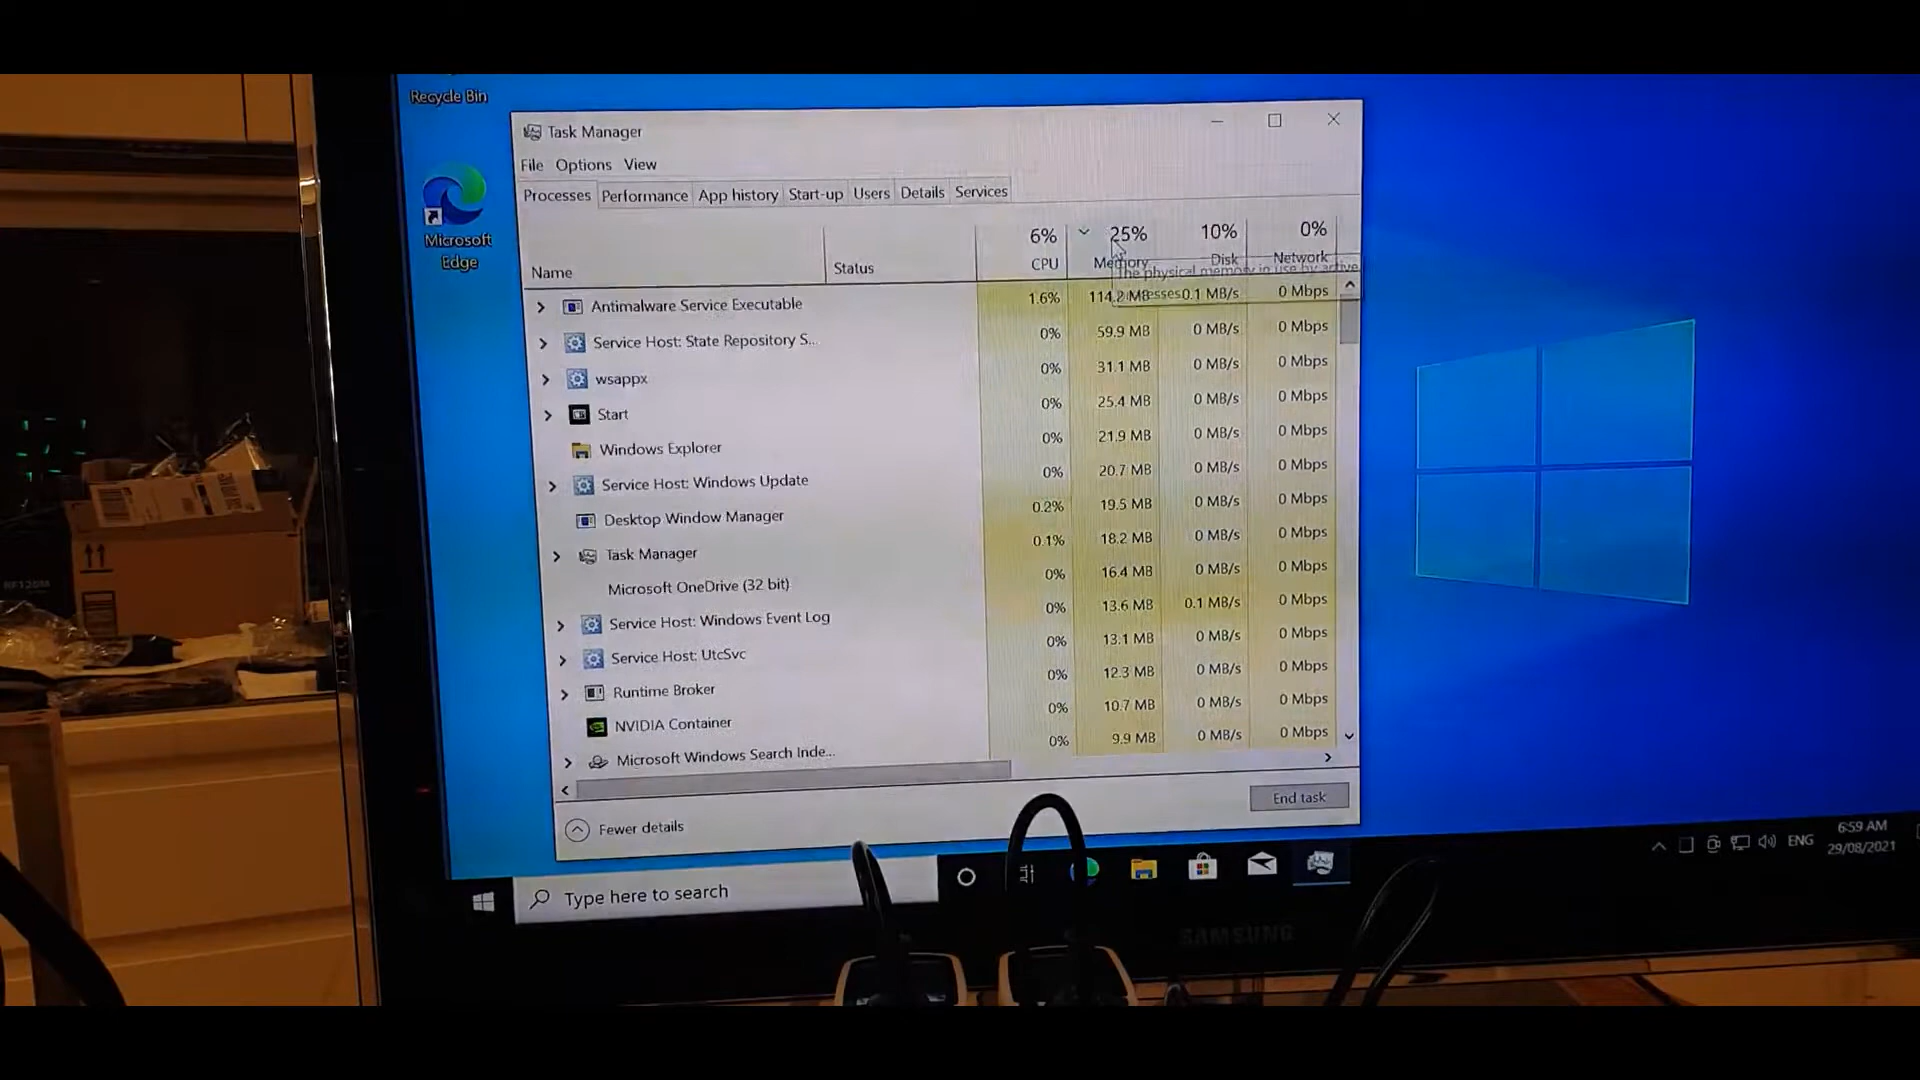 Recycle Bin
Microsoft
Edge
Task Manager
File Options View
Processes Performance App history Start-up Users Details Services
6% 25% 10% 0%
Name Status CPU Memory Disk Network
The physical memory in use by active
Antimalware Service Executable 1.6% 114.2 MB 0.1 MB/s 0 Mbps
Service Host: State Repository S... 0% 59.9 MB 0 MB/s 0 Mbps
wsappx 0% 31.1 MB 0 MB/s 0 Mbps
Start 0% 25.4 MB 0 MB/s 0 Mbps
Windows Explorer 0% 21.9 MB 0 MB/s 0 Mbps
Service Host: Windows Update 0% 20.7 MB 0 MB/s 0 Mbps
Desktop Window Manager 0.2% 19.5 MB 0 MB/s 0 Mbps
Task Manager 0.1% 18.2 MB 0 MB/s 0 Mbps
Microsoft OneDrive (32 bit) 0% 16.4 MB 0 MB/s 0 Mbps
Service Host: Windows Event Log 0% 13.6 MB 0.1 MB/s 0 Mbps
Service Host: UtcSvc 0% 13.1 MB 0 MB/s 0 Mbps
Runtime Broker 0% 12.3 MB 0 MB/s 0 Mbps
NVIDIA Container 0% 10.7 MB 0 MB/s 0 Mbps
Microsoft Windows Search Inde... 0% 9.9 MB 0 MB/s 0 Mbps
Fewer details
End task
Type here to search
ENG
6:59 AM
29/08/2021
SAMSUNG